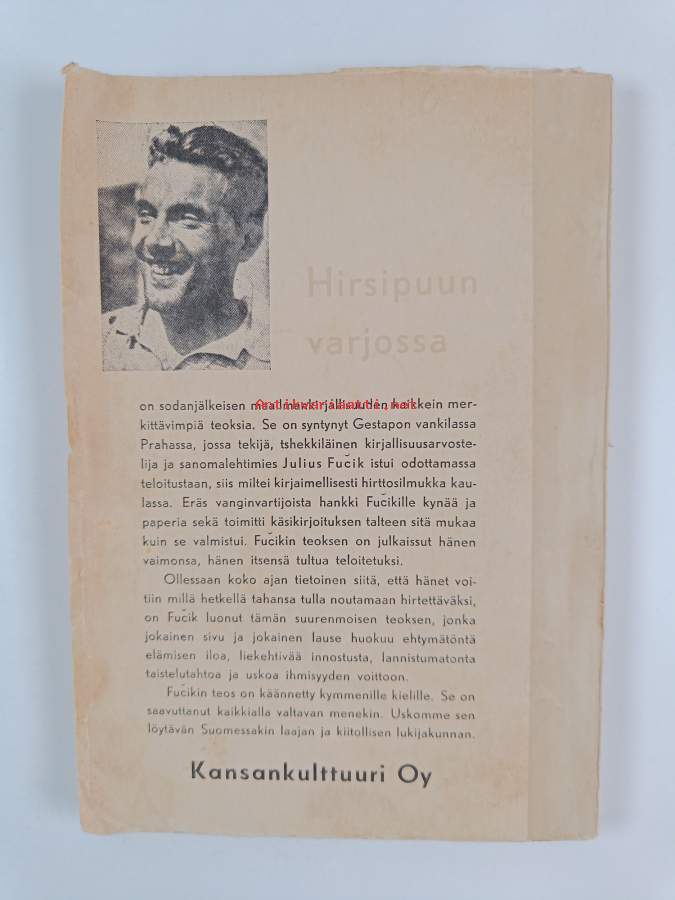 Hirsipuun
varjossa
on sodanjälkeisen maailmankirjallisuuden kaikkein mer-
kittävimpiä teoksia. Se on syntynyt Gestapon vankilassa
Prahassa, jossa tekijä, tshekkiläinen kirjallisuusarvoste-
lija ja sanomalehtimies Julius Fučik istui odottamassa
teloitustaan, siis miltei kirjaimellisesti hirttosilmukka kau-
lassa. Eräs vanginvartijoista hankki Fučikille kynää ja
paperia sekä toimitti käsikirjoituksen talteen sitä mukaa
kuin se valmistui. Fučikin teoksen on julkaissut hänen
vaimonsa, hänen itsensä tultua teloitetuksi.
Ollessaan koko ajan tietoinen siitä, että hänet voi-
tiin millä hetkellä tahansa tulla noutamaan hirtettäväksi,
on Fučik luonut tämän suurenmoisen teoksen, jonka
jokainen sivu ja jokainen lause huokuu ehtymätöntä
elämisen iloa, liekehtivää innostusta, lannistumatonta
taistelutahtoa ja uskoa ihmisyyden voittoon.
Fučikin teos on käännetty kymmenille kielille. Se on
saavuttanut kaikkialla valtavan menekin. Uskomme sen
löytävän Suomessakin laajan ja kiitollisen lukijakunnan.
Kansankulttuuri Oy